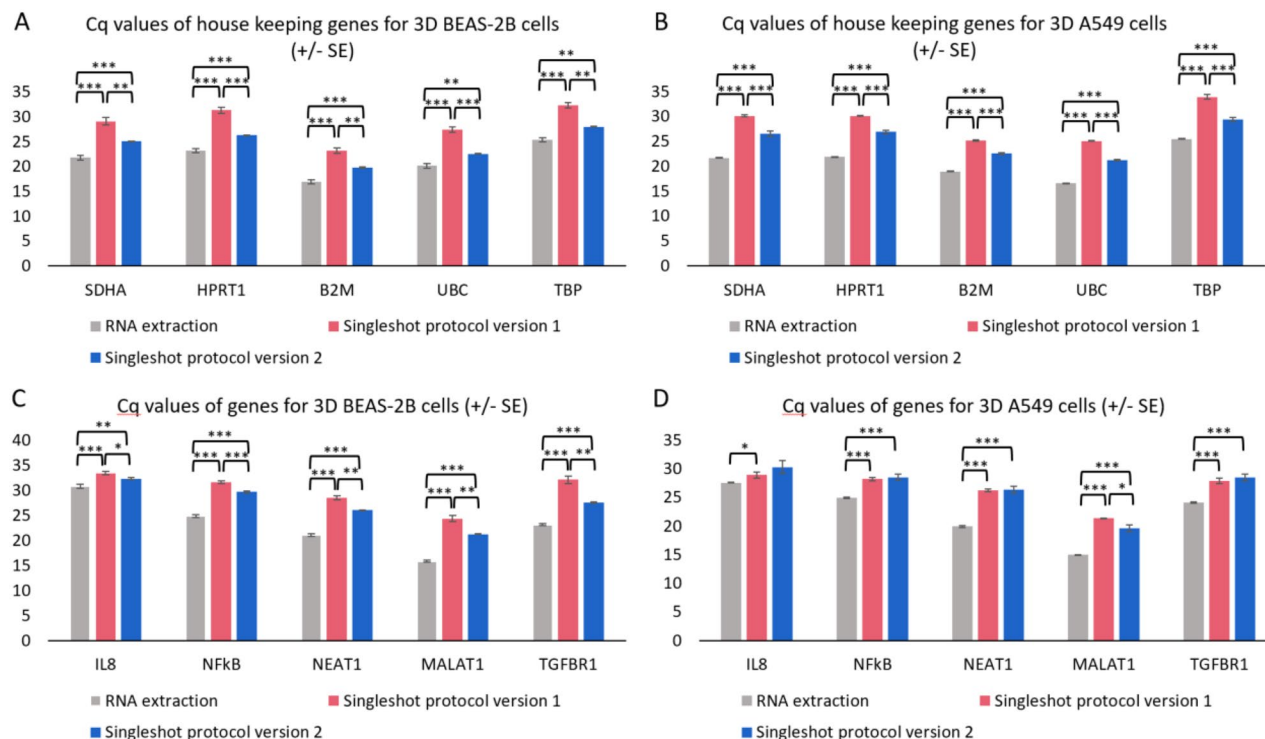 A
Cq values of house keeping genes for 3D BEAS-2B cells
(+/- SE)
*** *** ** ** **
*** ** *** *** *** ** *** *** *** **
35
30
25
20
15
10
5
0
SDHA HPRT1 B2M UBC TBP
RNA extraction Singleshot protocol version 1
Singleshot protocol version 2
B
Cq values of house keeping genes for 3D A549 cells
(+/- SE)
*** *** *** *** ***
*** *** *** *** *** *** *** *** *** ***
35
30
25
20
15
10
5
0
SDHA HPRT1 B2M UBC TBP
RNA extraction Singleshot protocol version 1
Singleshot protocol version 2
C
Cq values of genes for 3D BEAS-2B cells (+/- SE)
** *** *** *** ***
*** * *** *** *** ** *** ** *** **
40
35
30
25
20
15
10
5
0
IL8 NFkB NEAT1 MALAT1 TGFBR1
RNA extraction Singleshot protocol version 1
Singleshot protocol version 2
D
Cq values of genes for 3D A549 cells (+/- SE)
* *** *** *** ***
*** *** *** * ***
35
30
25
20
15
10
5
0
IL8 NFkB NEAT1 MALAT1 TGFBR1
RNA extraction Singleshot protocol version 1
Singleshot protocol version 2